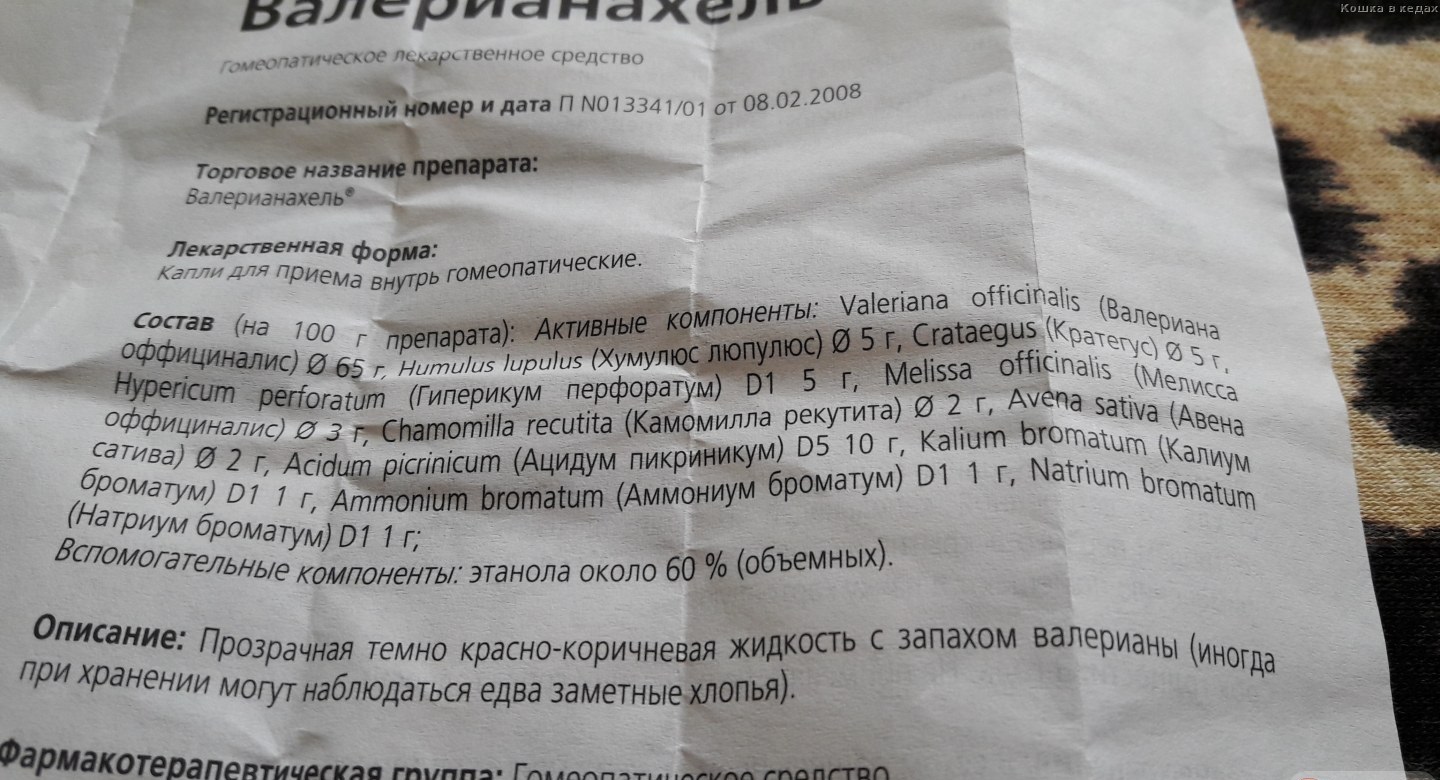 Кошка в кедах
Валерианахель
Гомеопатическое лекарственное средство
Регистрационный номер и дата П N013341/01 от 08.02.2008
Торговое название препарата:
Валерианахель®
Лекарственная форма:
Капли для приема внутрь гомеопатические.
Состав (на 100 г препарата): Активные компоненты: Valeriana officinalis (Валериана
оффициналис) Ø 65 г, Humulus lupulus (Хумулюс люпулюс) Ø 5 г, Crataegus (Кратегус) Ø 5 г,
Hypericum perforatum (Гиперикум перфоратум) D1 5 г, Melissa officinalis (Мелисса
оффициналис) Ø 3 г, Chamomilla recutita (Камомилла рекутита) Ø 2 г, Avena sativa (Авена
сатива) Ø 2 г, Acidum picrinicum (Ацидум пикриникум) D5 10 г, Kalium bromatum (Калиум
броматум) D1 1 г, Ammonium bromatum (Аммониум броматум) D1 1 г, Natrium bromatum
(Натриум броматум) D1 1 г;
Вспомогательные компоненты: этанола около 60 % (объемных).
Описание: Прозрачная темно красно-коричневая жидкость с запахом валерианы (иногда
при хранении могут наблюдаться едва заметные хлопья).
Фармакотерапевтическая группа: Гомеопатическое средство